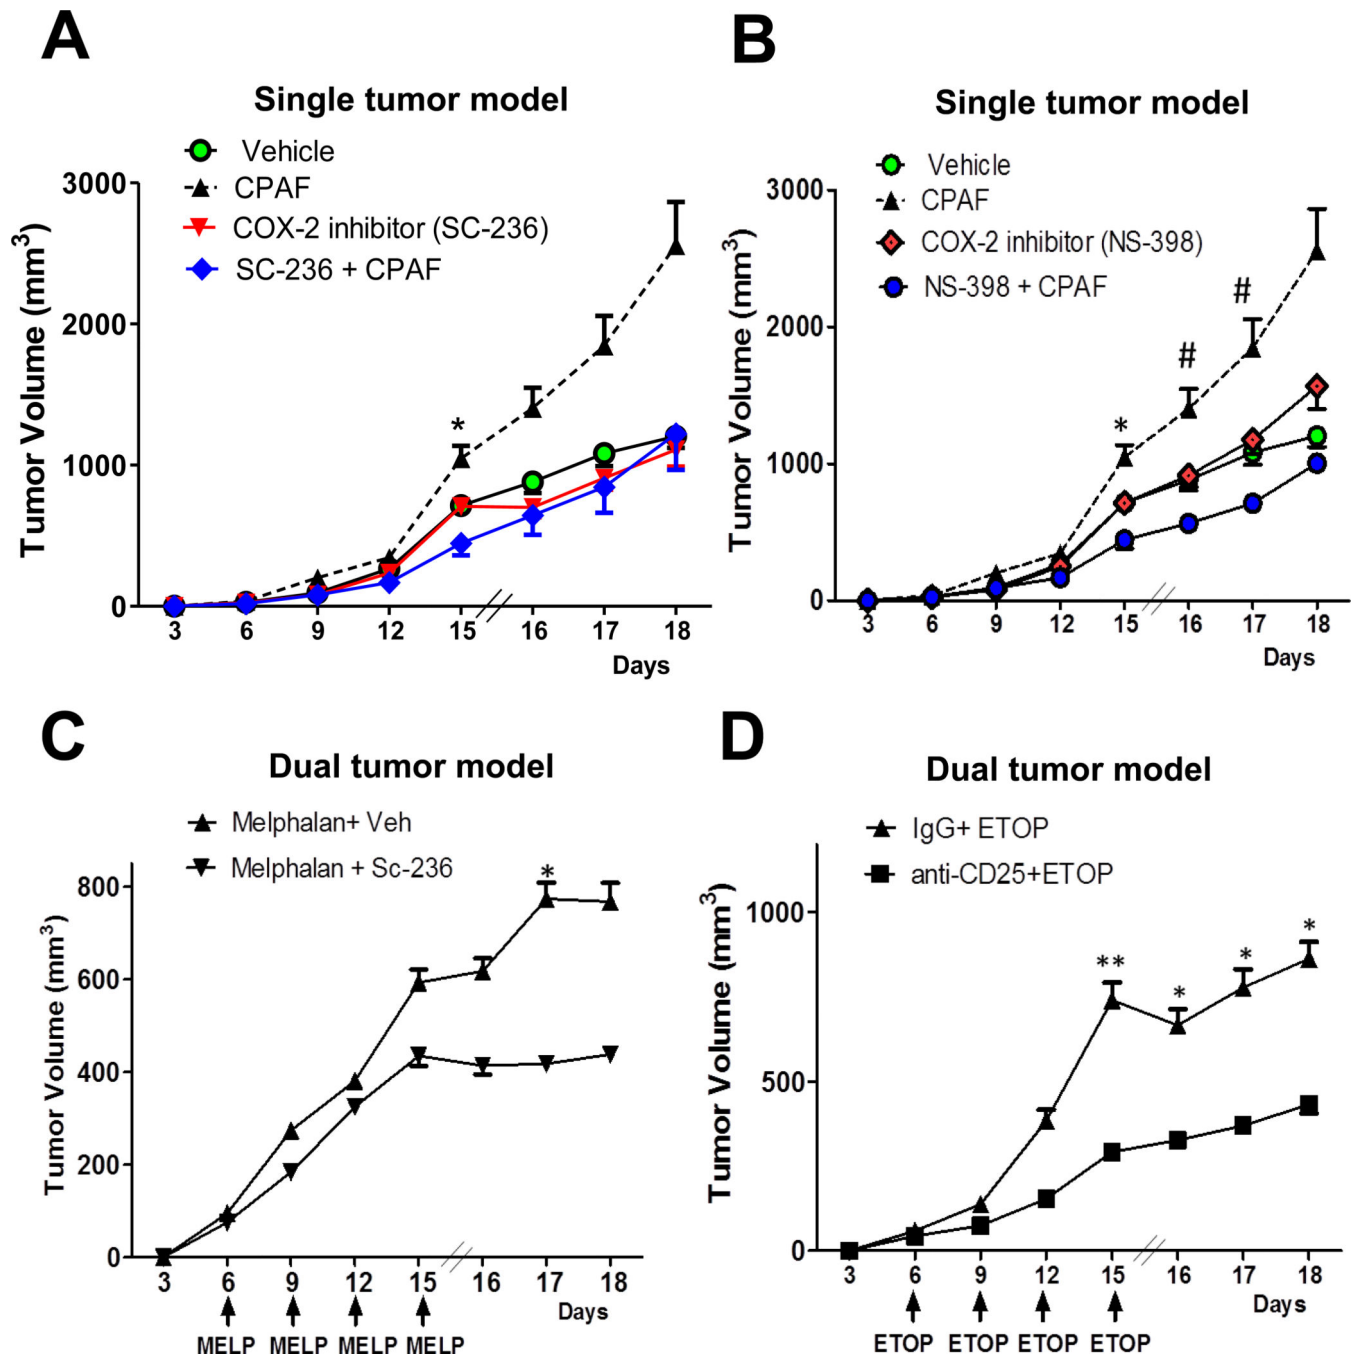 A
Single tumor model
Vehicle
CPAF
COX-2 inhibitor (SC-236)
SC-236 + CPAF
Tumor Volume (mm3)
3000
2000
1000
0
*
3 6 9 12 15 16 17 18
Days
B
Single tumor model
Vehicle
CPAF
COX-2 inhibitor (NS-398)
NS-398 + CPAF
Tumor Volume (mm3)
3000
2000
1000
0
* # #
3 6 9 12 15 16 17 18
Days
C
Dual tumor model
Melphalan+ Veh
Melphalan + Sc-236
Tumor Volume (mm3)
800
600
400
200
0
*
3 6 9 12 15 16 17 18
Days
MELP MELP MELP MELP
D
Dual tumor model
IgG+ ETOP
anti-CD25+ETOP
Tumor Volume (mm3)
1000
500
0
** * * *
3 6 9 12 15 16 17 18
Days
ETOP ETOP ETOP ETOP